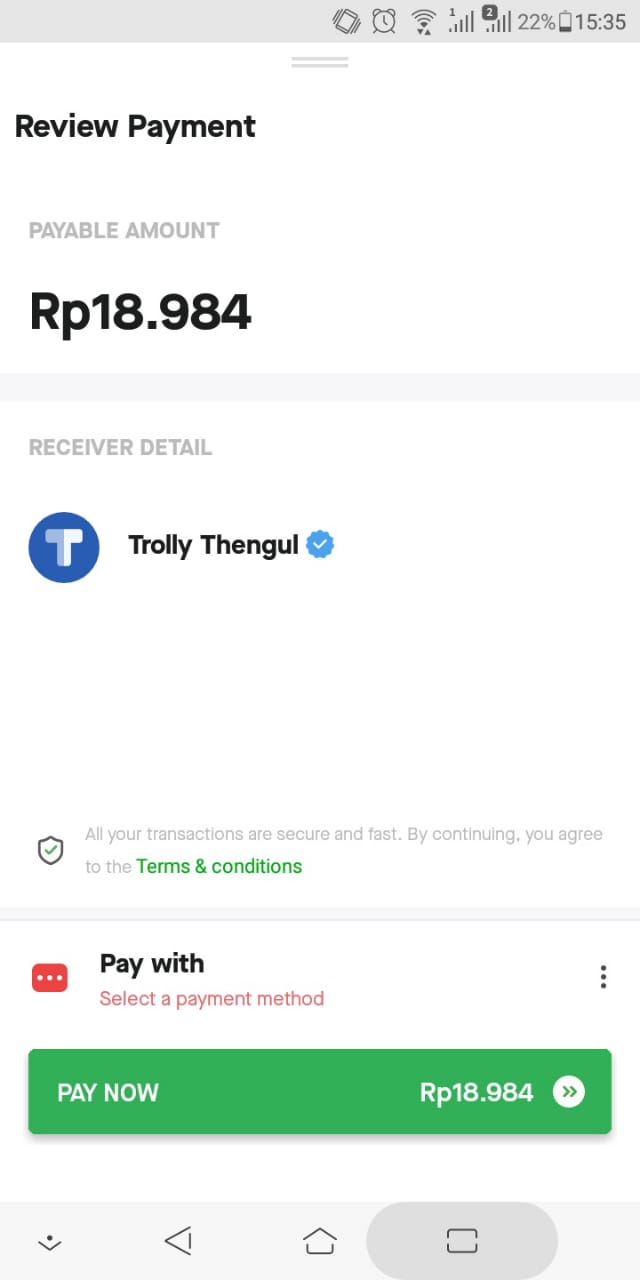 1 2 22% 15:35
Review Payment
PAYABLE AMOUNT
Rp18.984
RECEIVER DETAIL
T Trolly Thengul
All your transactions are secure and fast. By continuing, you agree
to the Terms & conditions
Pay with
Select a payment method
PAY NOW Rp18.984